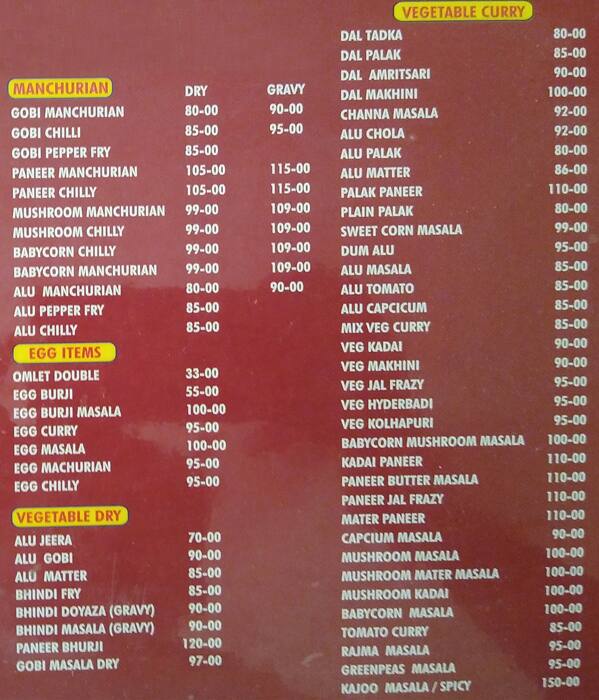 MANCHURIAN DRY GRAVY
GOBI MANCHURIAN 80-00 90-00
GOBI CHILLI 85-00 95-00
GOBI PEPPER FRY 85-00
PANEER MANCHURIAN 105-00 115-00
PANEER CHILLY 105-00 115-00
MUSHROOM MANCHURIAN 99-00 109-00
MUSHROOM CHILLY 99-00 109-00
BABYCORN CHILLY 99-00 109-00
BABYCORN MANCHURIAN 99-00 109-00
ALU MANCHURIAN 80-00 90-00
ALU PEPPER FRY 85-00
ALU CHILLY 85-00
EGG ITEMS
OMLET DOUBLE 33-00
EGG BURJI 55-00
EGG BURJI MASALA 100-00
EGG CURRY 95-00
EGG MASALA 100-00
EGG MACHURIAN 95-00
EGG CHILLY 95-00
VEGETABLE DRY
ALU JEERA 70-00
ALU GOBI 90-00
ALU MATTER 85-00
BHINDI FRY 85-00
BHINDI DOYAZA (GRAVY) 90-00
BHINDI MASALA (GRAVY) 90-00
PANEER BHURJI 120-00
GOBI MASALA DRY 97-00
VEGETABLE CURRY
DAL TADKA 80-00
DAL PALAK 85-00
DAL AMRITSARI 90-00
DAL MAKHINI 100-00
CHANNA MASALA 92-00
ALU CHOLA 92-00
ALU PALAK 80-00
ALU MATTER 86-00
PALAK PANEER 110-00
PLAIN PALAK 80-00
SWEET CORN MASALA 99-00
DUM ALU 95-00
ALU MASALA 85-00
ALU TOMATO 85-00
ALU CAPCICUM 85-00
MIX VEG CURRY 85-00
VEG KADAI 90-00
VEG MAKHINI 90-00
VEG JAL FRAZY 95-00
VEG HYDERBADI 95-00
VEG KOLHAPURI 95-00
BABYCORN MUSHROOM MASALA 100-00
KADAI PANEER 110-00
PANEER BUTTER MASALA 110-00
PANEER JAL FRAZY 110-00
MATER PANEER 110-00
CAPCIUM MASALA 90-00
MUSHROOM MASALA 100-00
MUSHROOM MATER MASALA 100-00
MUSHROOM KADAI 100-00
BABYCORN MASALA 100-00
TOMATO CURRY 85-00
RAJMA MASALA 95-00
GREENPEAS MASALA 95-00
KAJOO MASALA / SPICY 150-00